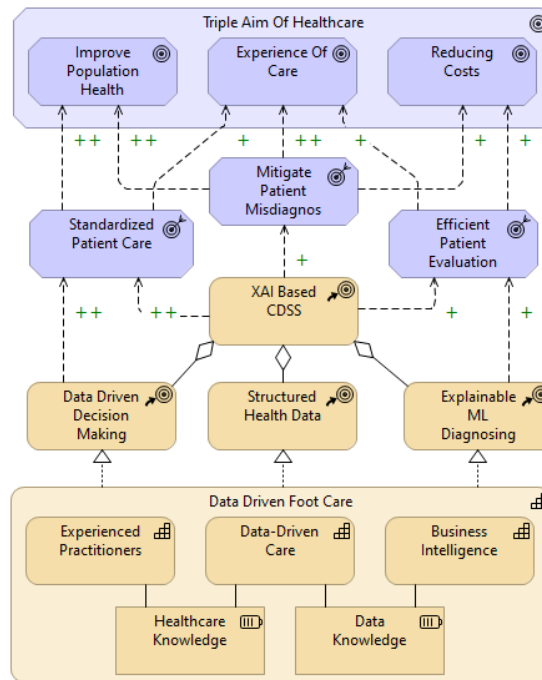 Triple Aim Of Healthcare
Improve
Population
Health
Experience Of
Care
Reducing
Costs
++
++
+
++
+
+
Mitigate
Patient
Misdiagnos
Standardized
Patient Care
Efficient
Patient
Evaluation
+
XAI Based
CDSS
++
++
+
+
Data Driven
Decision
Making
Structured
Health Data
Explainable
ML
Diagnosing
Data Driven Foot Care
Experienced
Practitioners
Data-Driven
Care
Business
Intelligence
Healthcare
Knowledge
Data
Knowledge